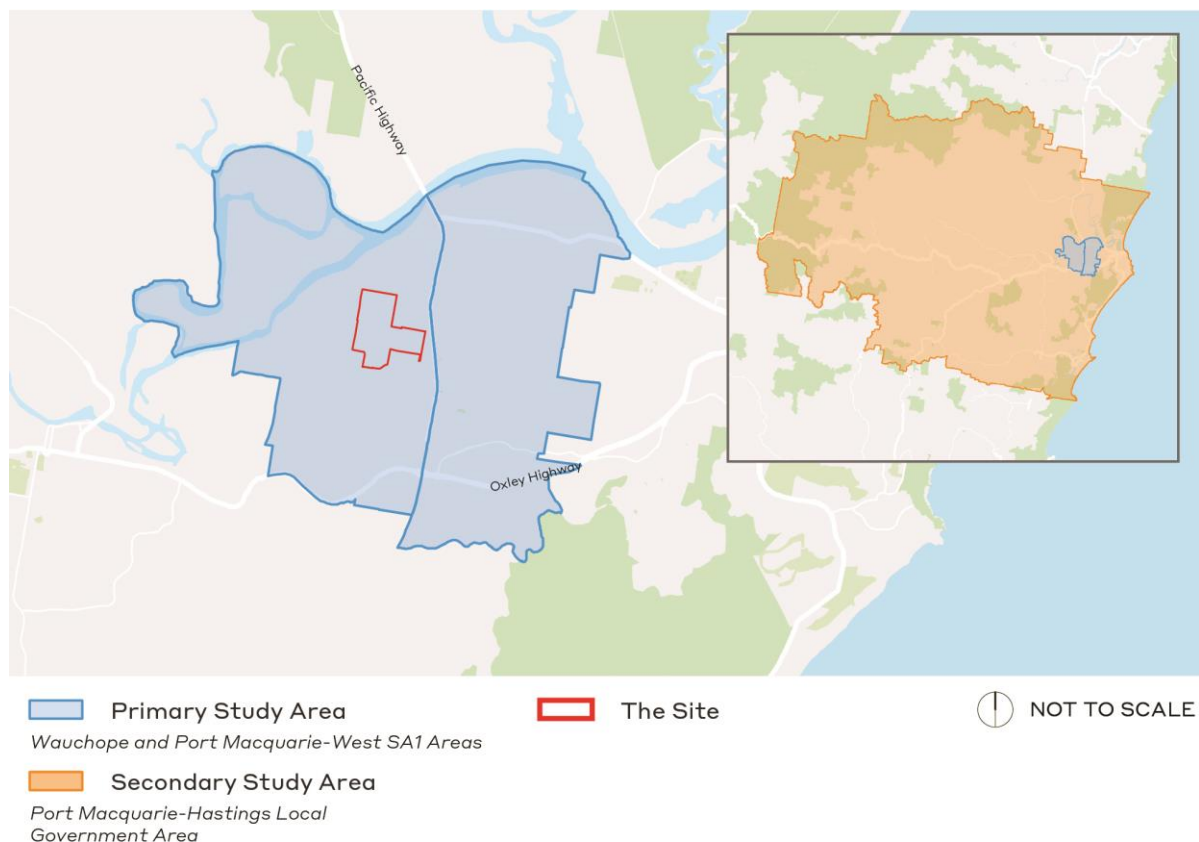 Pacific Highway
Oxley Highway
Primary Study Area
Wauchope and Port Macquarie-West SA1 Areas
Secondary Study Area
Port Macquarie-Hastings Local
Government Area
The Site
NOT TO SCALE